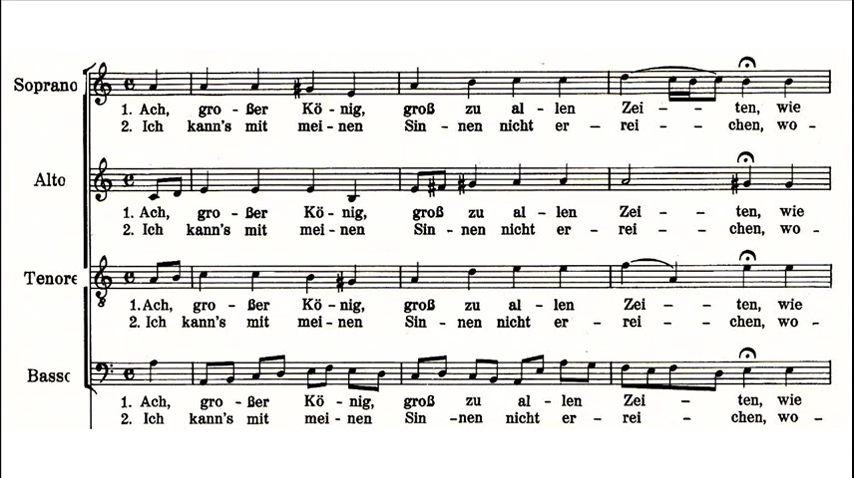 Soprano
1. Ach, gro - ßer Kö - nig, groß zu al - len Zei - - ten, wie
2. Ich kann's mit mei - nen Sin - nen nicht er - rei - chen, wo -
Alto
1. Ach, gro - ßer Kö - nig, groß zu al - len Zei - - ten, wie
2. Ich kann's mit mei - nen Sin - nen nicht er - rei - - chen, wo -
Tenore
1. Ach, gro - ßer Kö - nig, groß zu al - len Zei - - ten, wie
2. Ich kann's mit mei - nen Sin - nen nicht er - rei - - chen, wo -
Basso
1. Ach, gro - ßer Kö - nig, groß zu al - len Zei - - ten, wie
2. Ich kann's mit mei - nen Sin - nen nicht er - rei - - chen, wo -